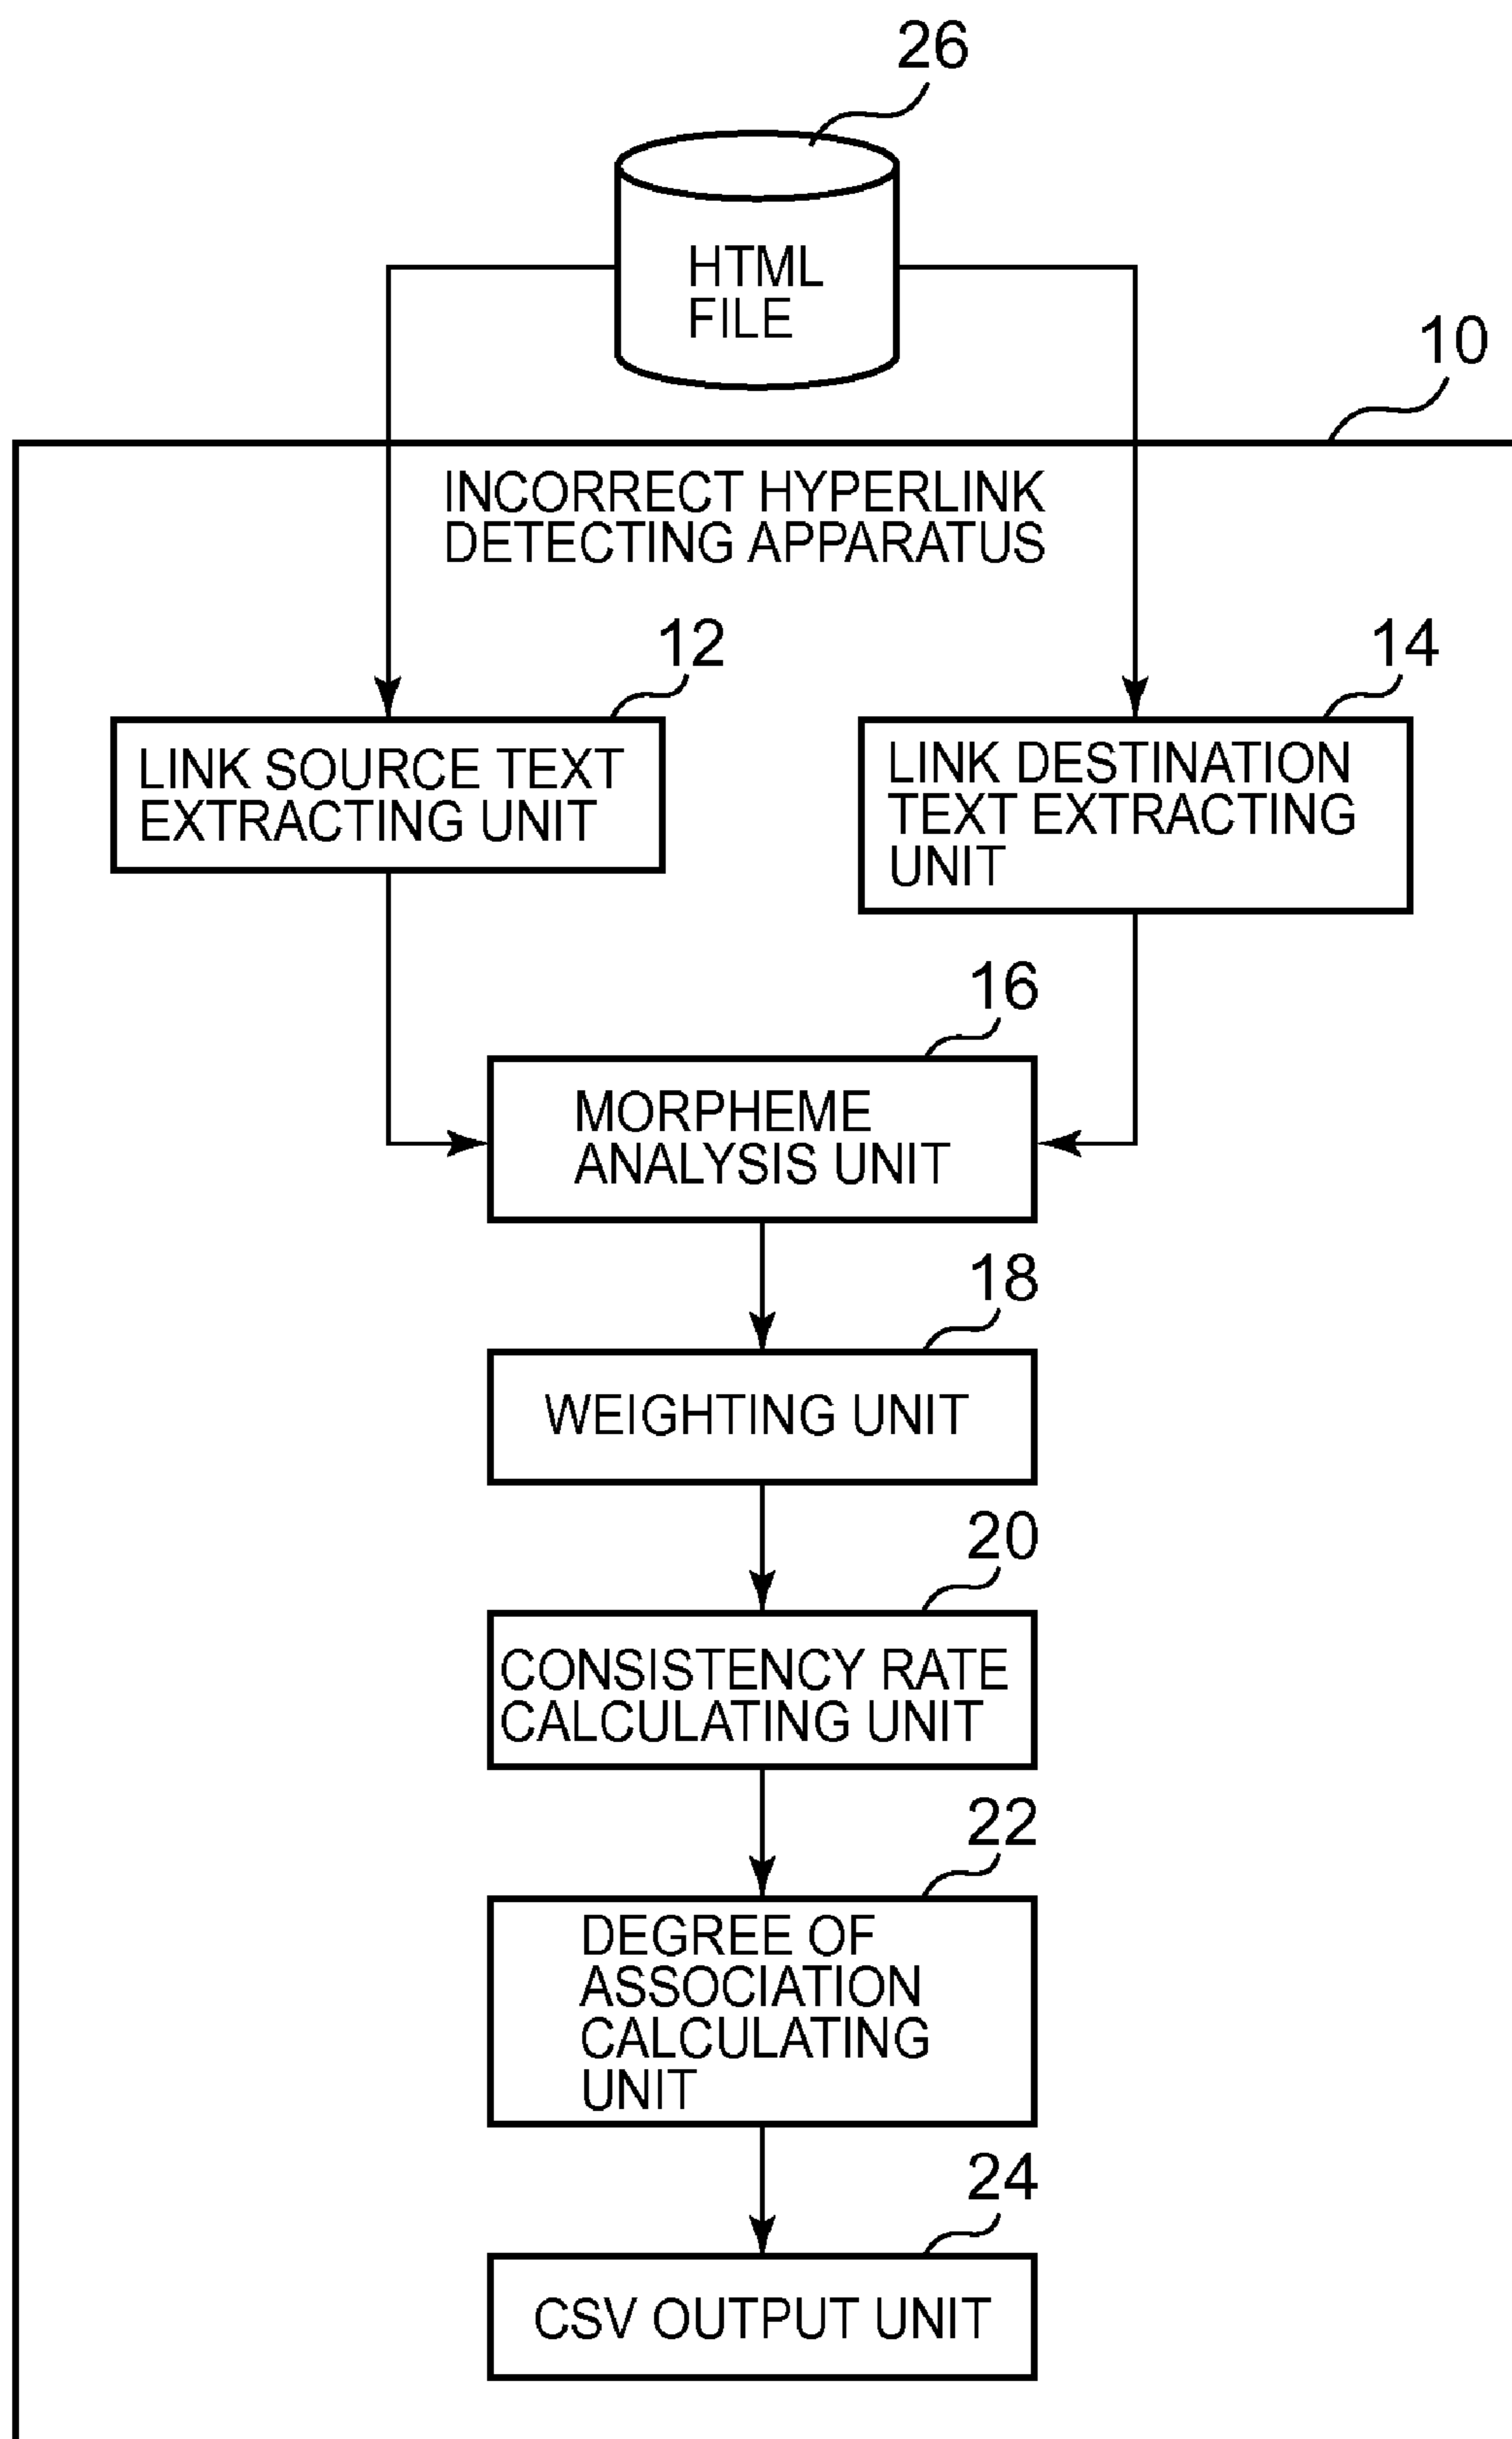 26
HTML
FILE
10
INCORRECT HYPERLINK
DETECTING APPARATUS
12
14
LINK SOURCE TEXT
EXTRACTING UNIT
LINK DESTINATION
TEXT EXTRACTING
UNIT
16
MORPHEME
ANALYSIS UNIT
18
WEIGHTING UNIT
20
CONSISTENCY RATE
CALCULATING UNIT
22
DEGREE OF
ASSOCIATION
CALCULATING
UNIT
24
CSV OUTPUT UNIT